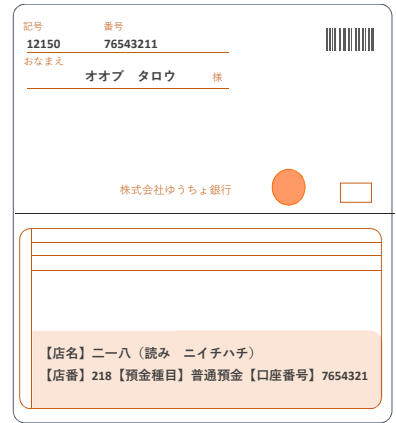 記号 番号
12150 76543211
おなまえ
オオブ タロウ 様
株式会社ゆうちょ銀行
【店名】二一八（読み ニイチハチ）
【店番】218【預金種目】普通預金【口座番号】7654321